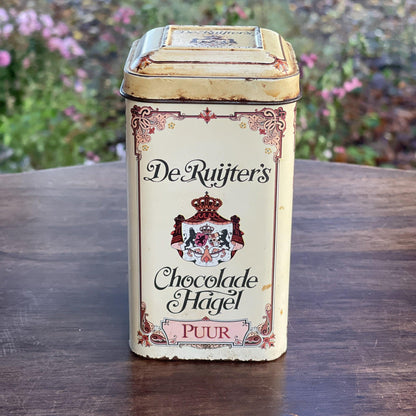 De Ruijter's
Chocolade
Hagel
PUUR